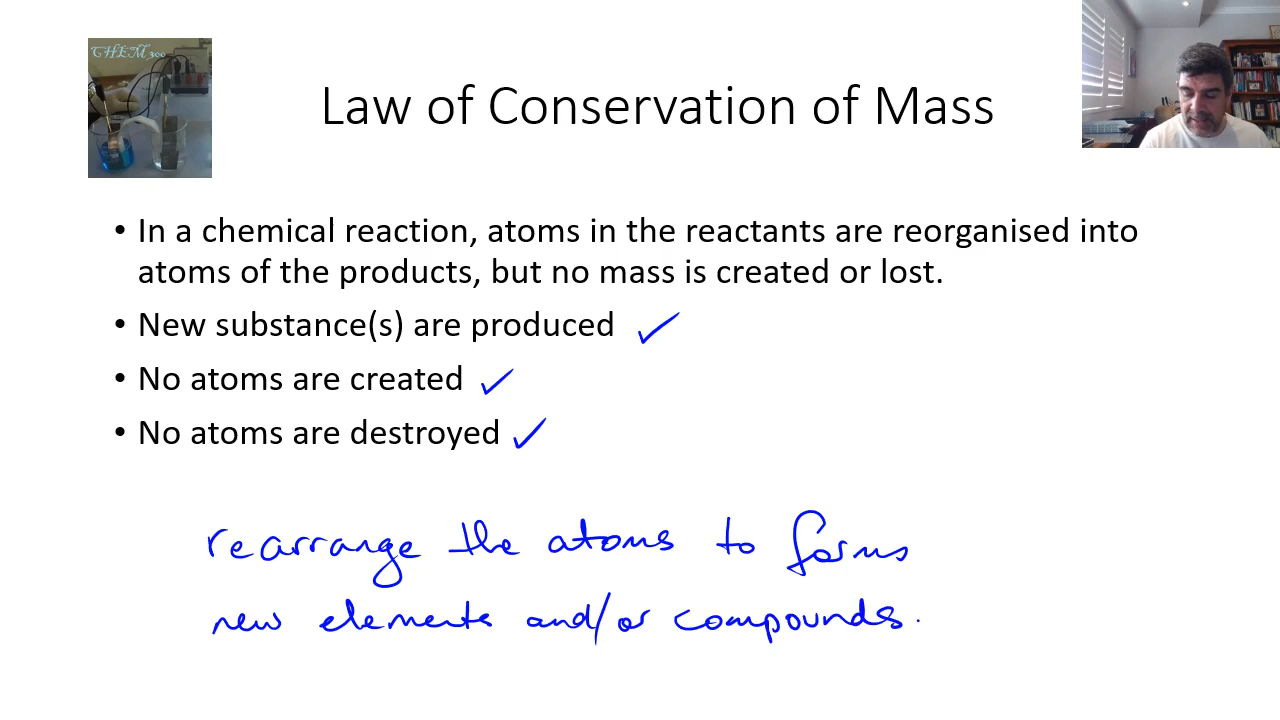 CHEM300
Law of Conservation of Mass
• In a chemical reaction, atoms in the reactants are reorganised into
atoms of the products, but no mass is created or lost.
• New substance(s) are produced ✓
• No atoms are created ✓
• No atoms are destroyed ✓
rearrange the atoms to forms
new elements and/or compounds.